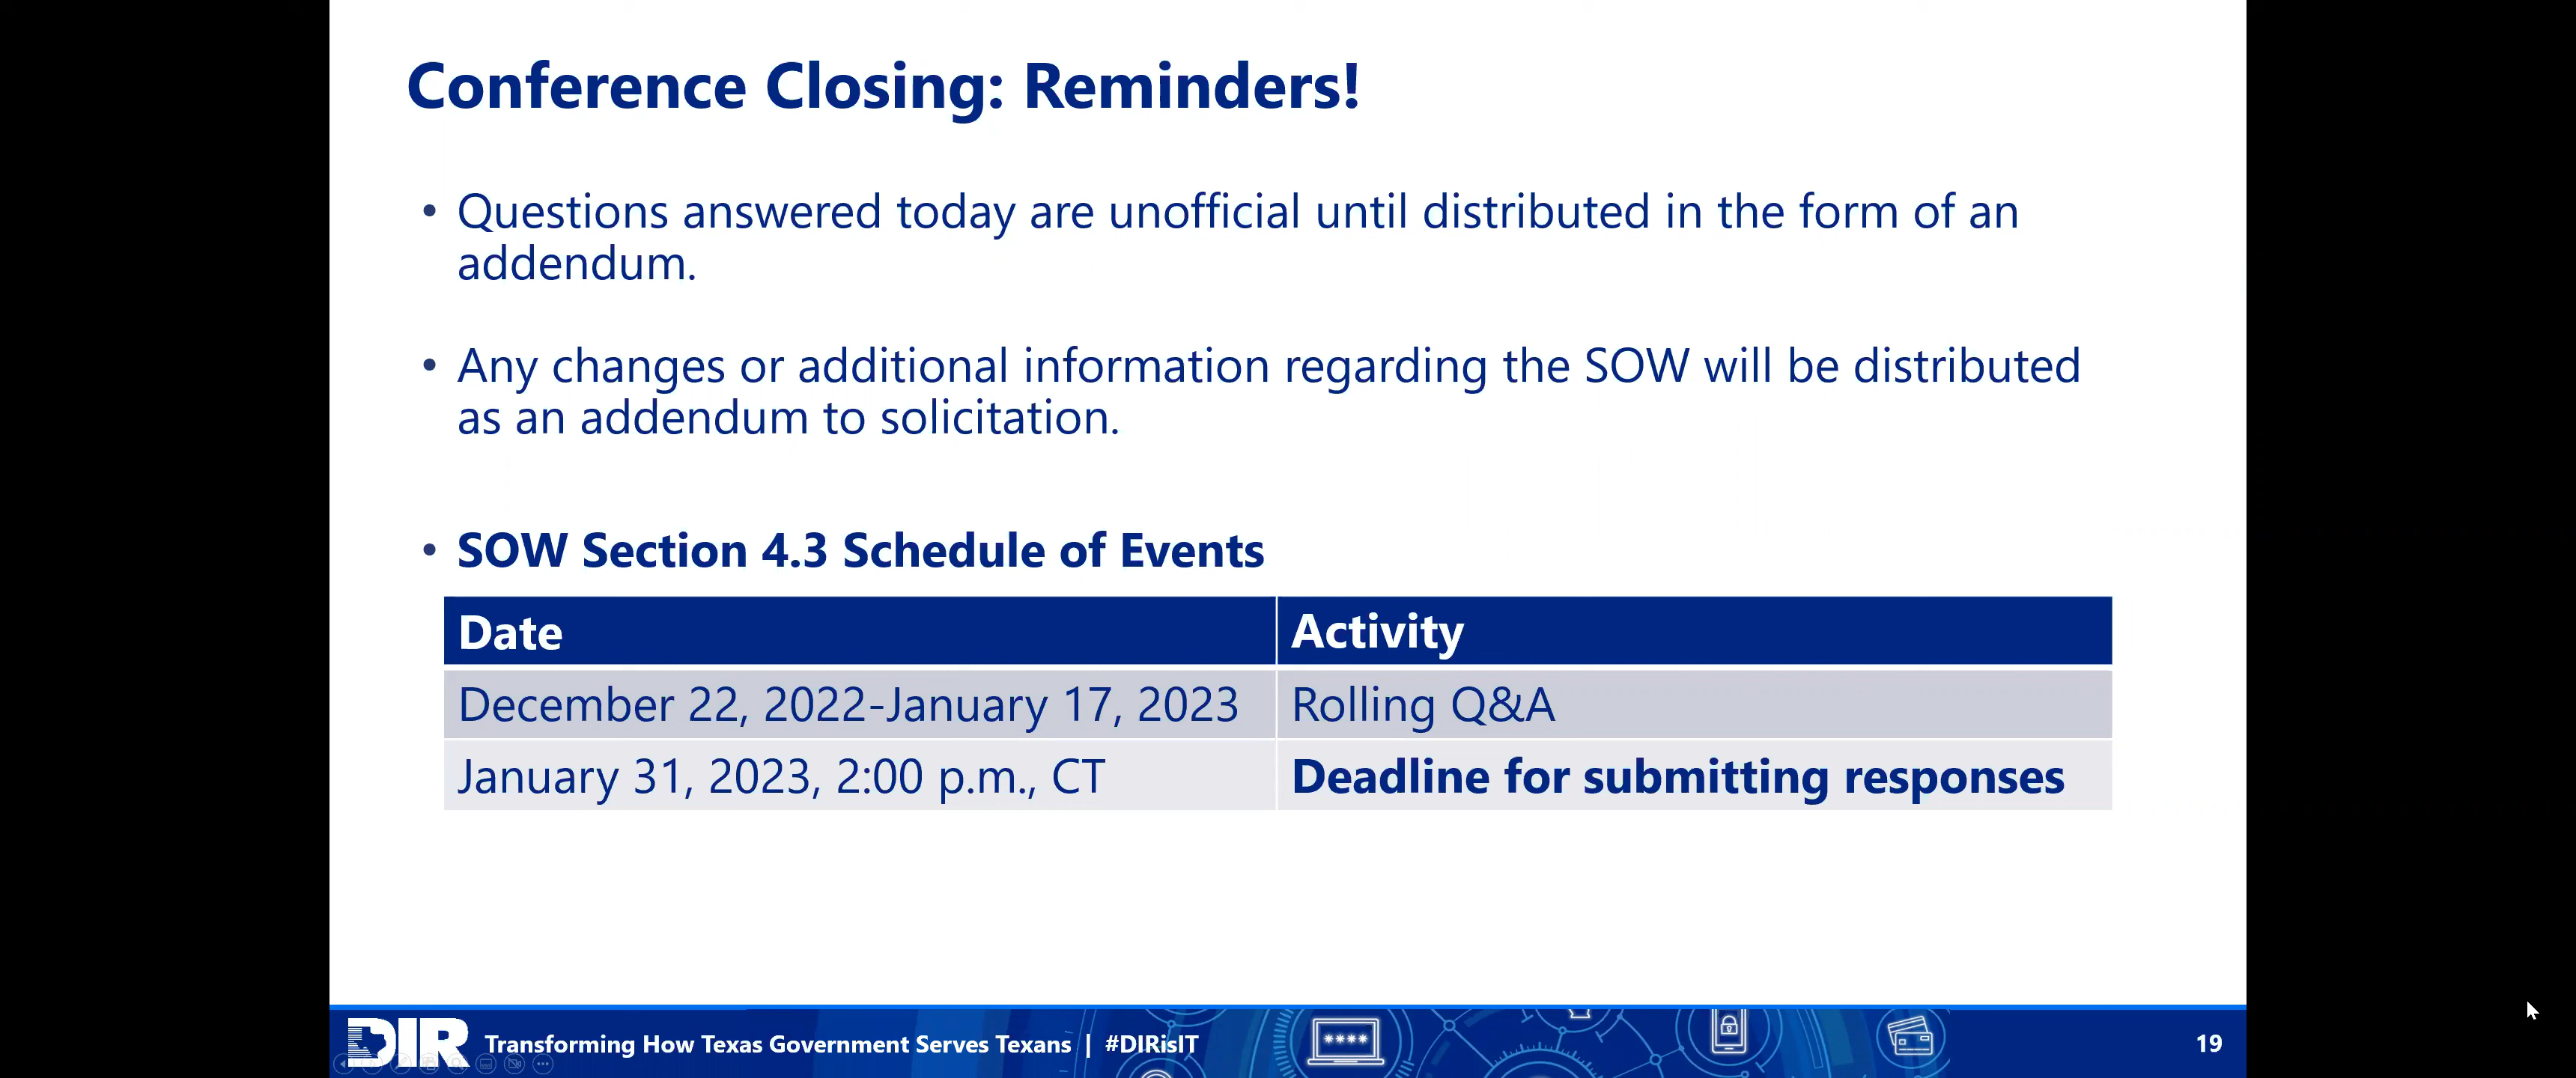 Conference Closing: Reminders!
• Questions answered today are unofficial until distributed in the form of an
addendum.
• Any changes or additional information regarding the SOW will be distributed
as an addendum to solicitation.
• SOW Section 4.3 Schedule of Events
Date Activity
December 22, 2022-January 17, 2023 Rolling Q&A
January 31, 2023, 2:00 p.m., CT Deadline for submitting responses
DIR Transforming How Texas Government Serves Texans | #DIRisIT **** 19